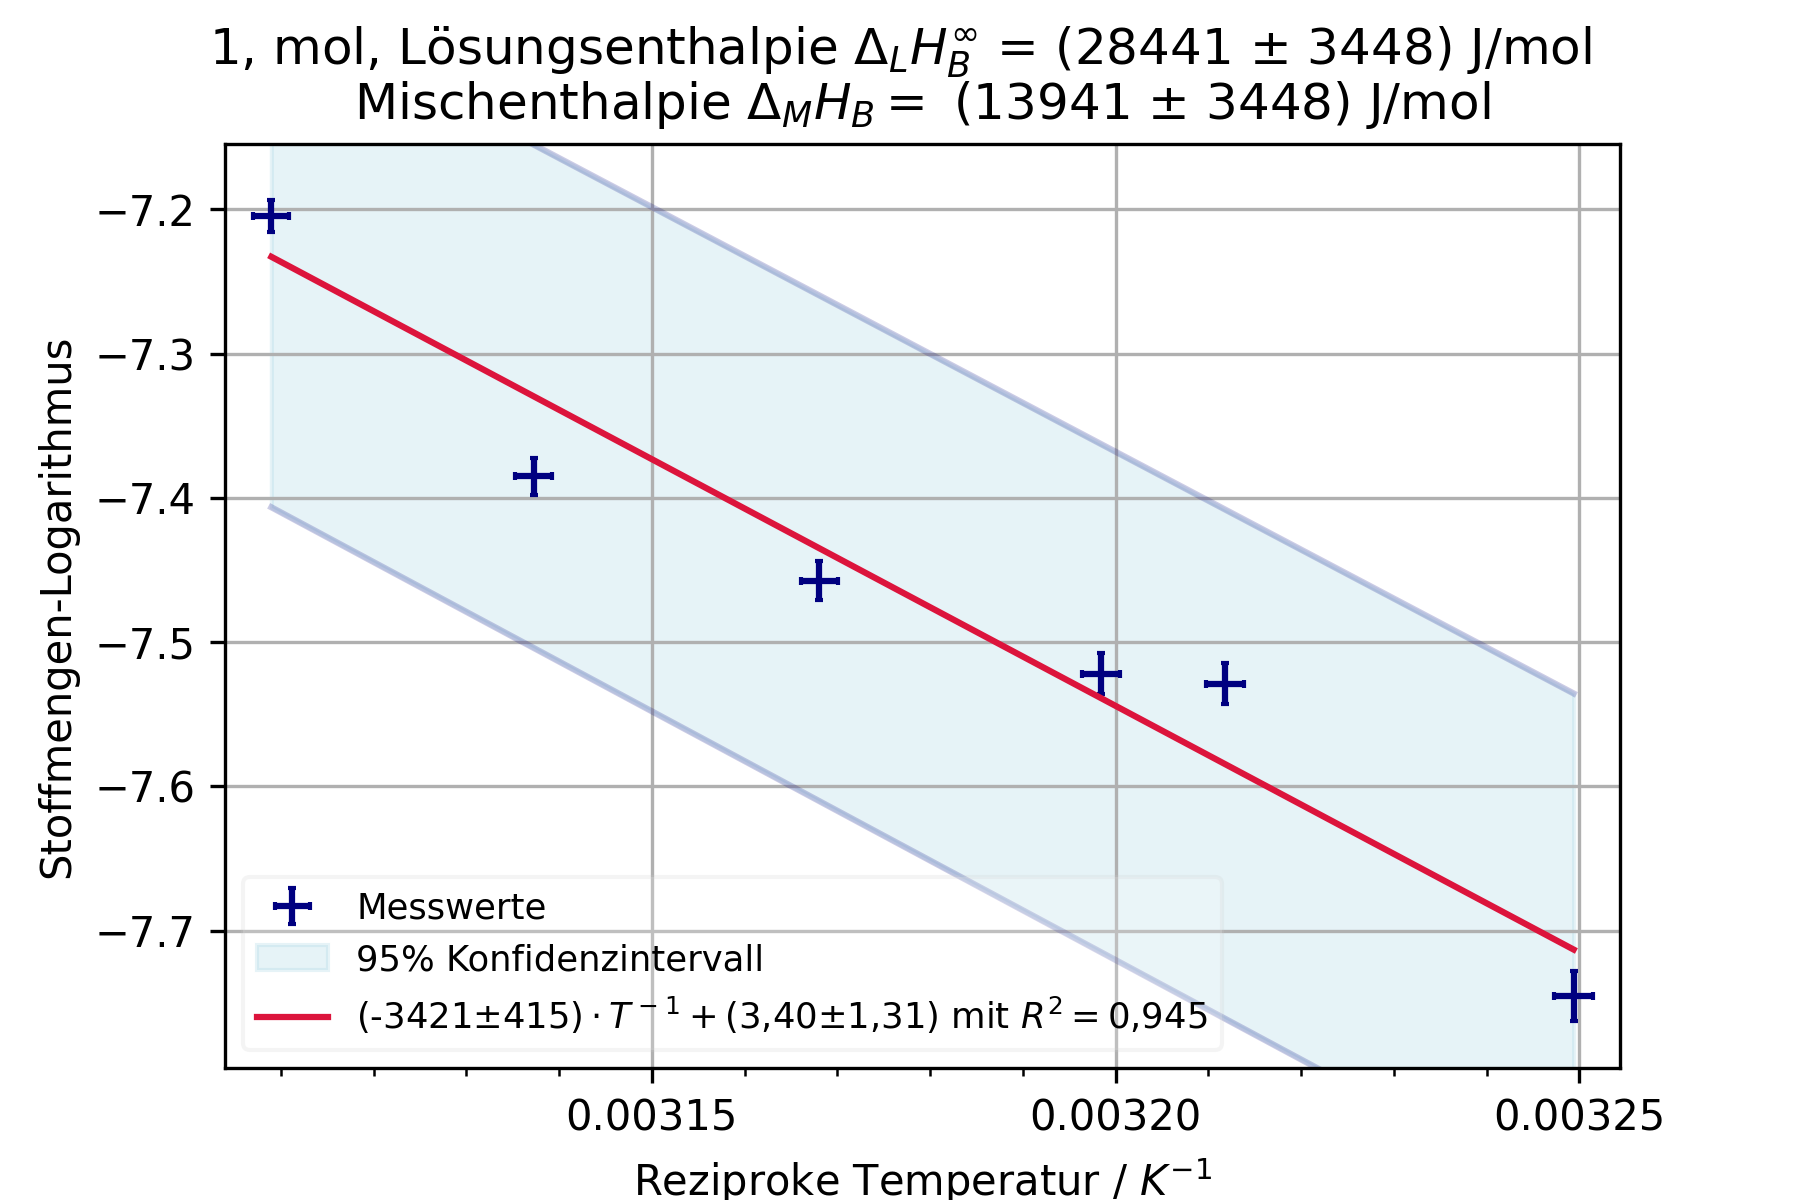 1, mol, Lösungsenthalpie Δ_L H_B^∞ = (28441 ± 3448) J/mol
Mischenthalpie Δ_M H_B = (13941 ± 3448) J/mol
Stoffmengen-Logarithmus
−7.2
−7.3
−7.4
−7.5
−7.6
−7.7
Messwerte
95% Konfidenzintervall
(-3421±415) · T^−1 + (3,40±1,31) mit R^2 = 0,945
0.00315 0.00320 0.00325
Reziproke Temperatur / K^−1